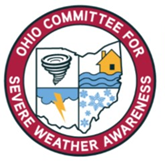 OHIO COMMITTEE FOR
SEVERE WEATHER AWARENESS